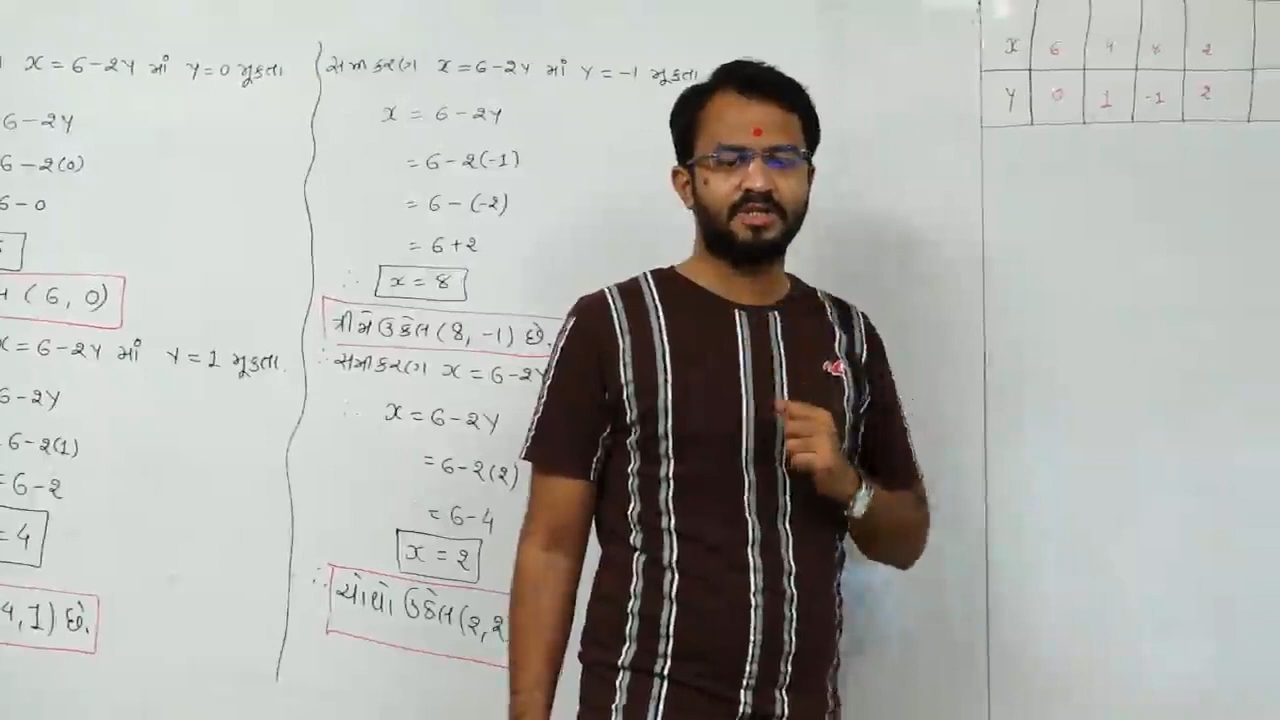 x = 6 - 2y માં y = 0 મૂકતા
6 - 2y
6 - 2(0)
6 - 0
(6, 0)
x = 6 - 2y માં y = 1 મૂકતા.
6 - 2y
6 - 2(1)
= 6 - 2
= 4
4, 1) છે.
સમીકરણ x = 6 - 2y માં y = -1 મૂકતા
x = 6 - 2y
= 6 - 2(-1)
= 6 - (-2)
= 6 + 2
∴ x = 8
ત્રીજો ઉકેલ (8, -1) છે.
∴ સમીકરણ x = 6 - 2y
∴ x = 6 - 2y
= 6 - 2(2)
= 6 - 4
x = 2
∴ ચોથો ઉકેલ (2, 2
x 6 4 8 2
y 0 1 -1 2